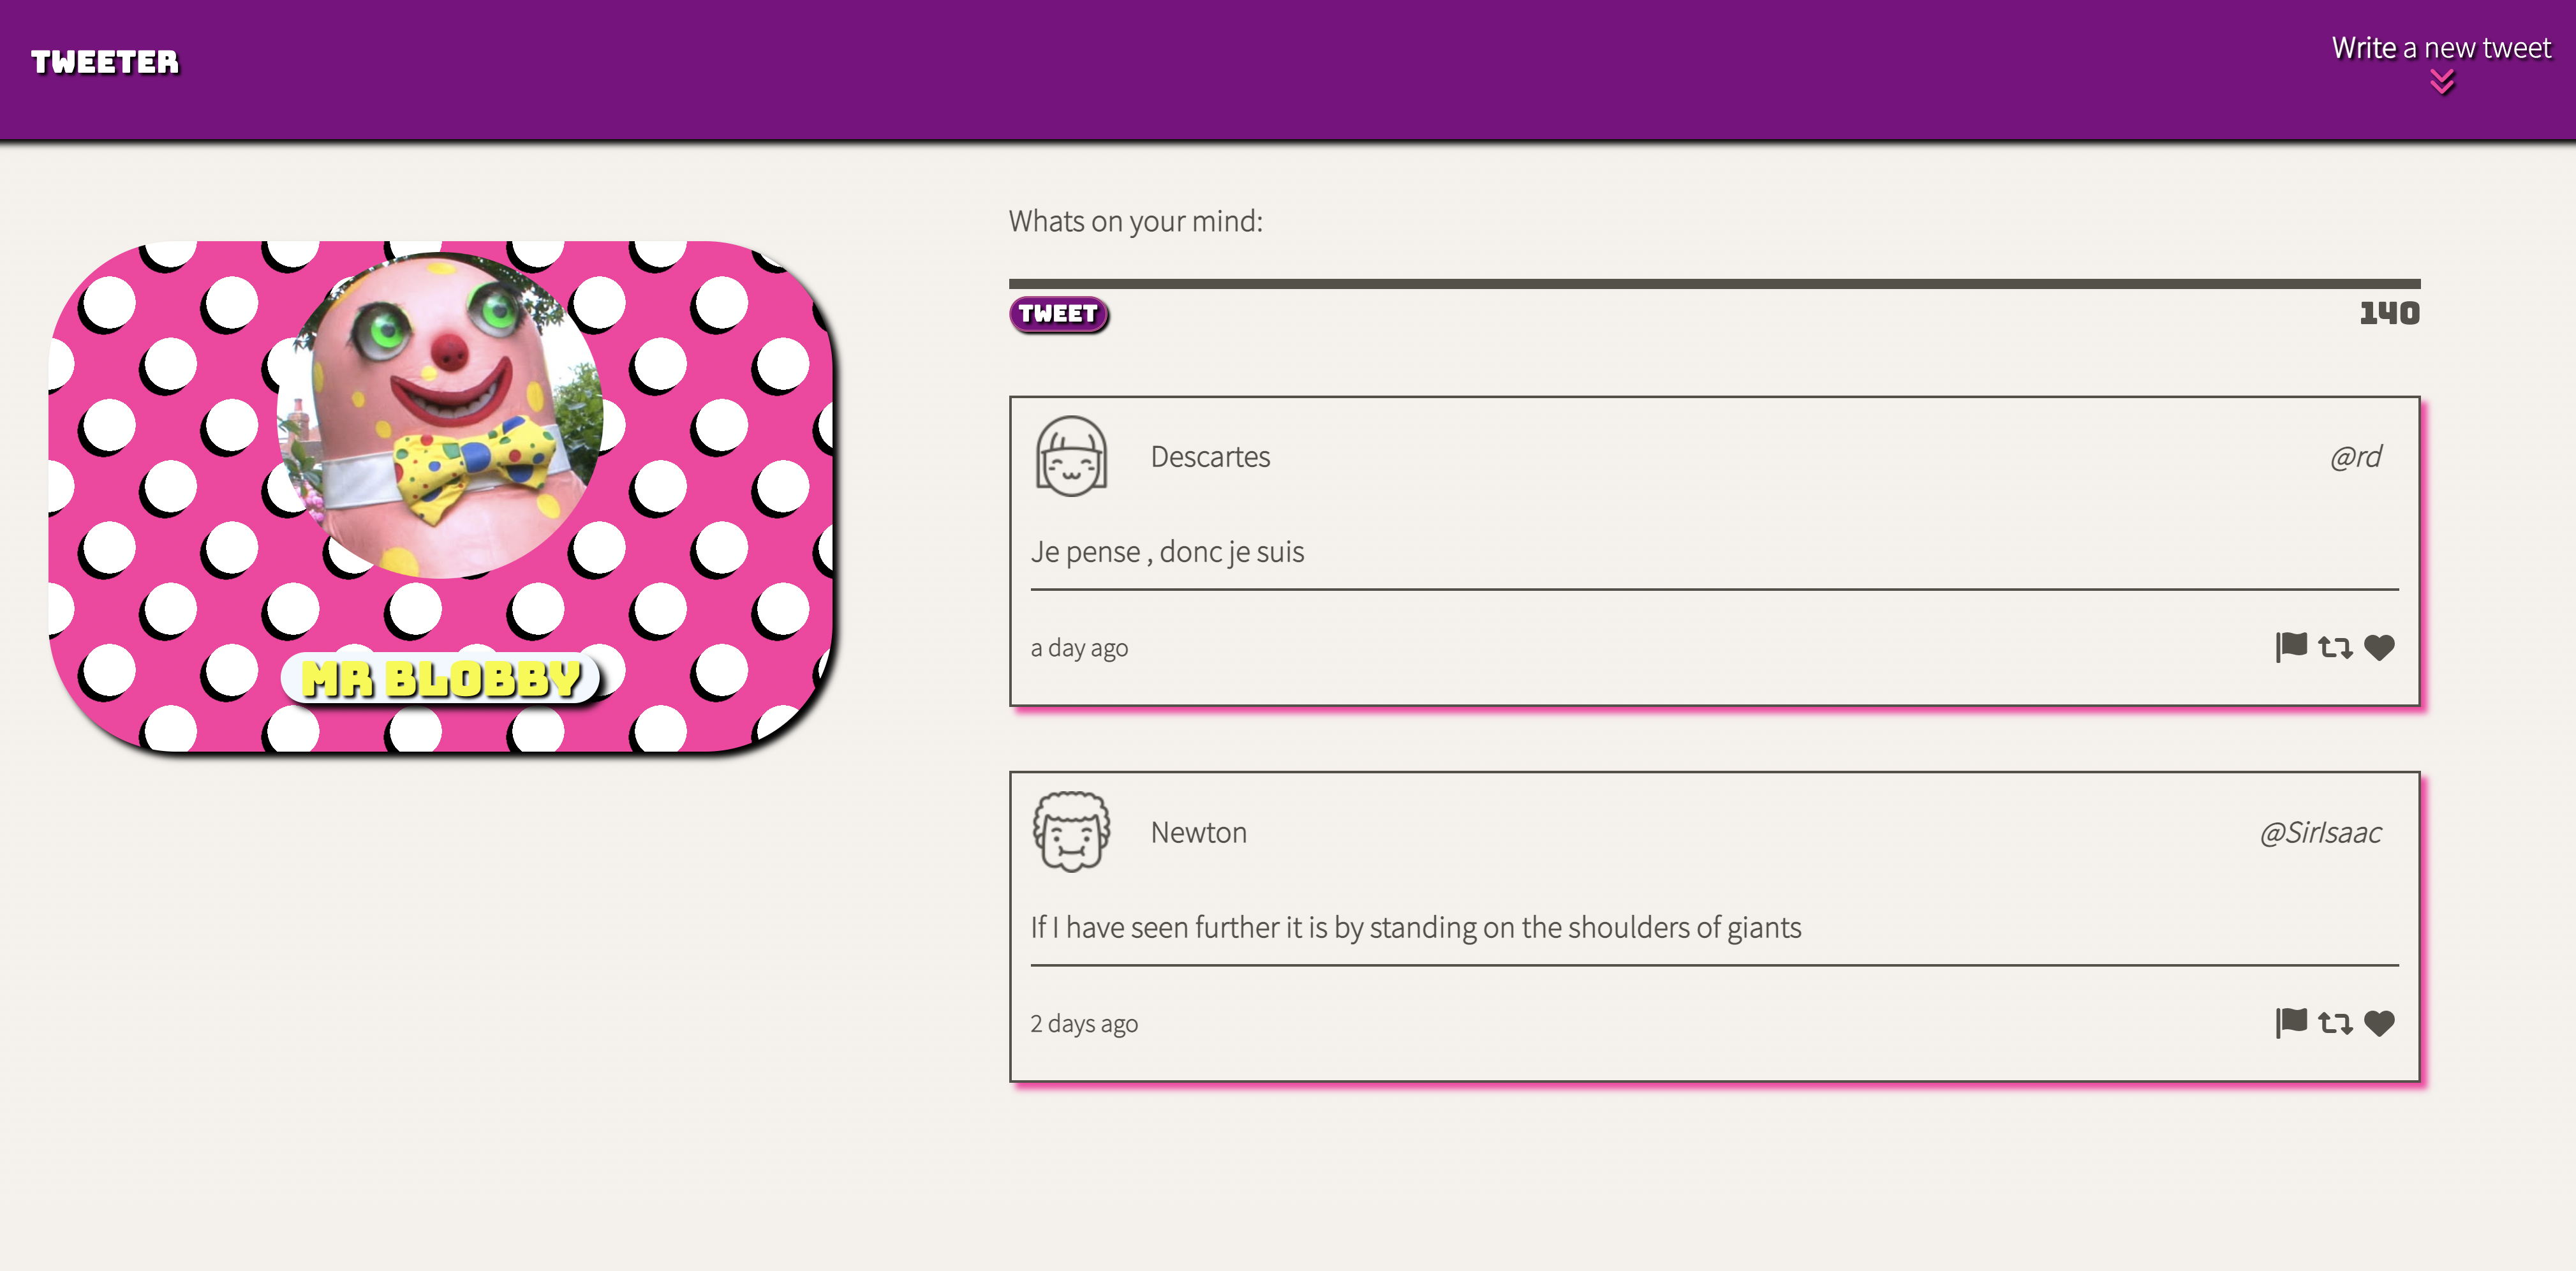 TWEETER
Write a new tweet
Whats on your mind:
TWEET
140
MR BLOBBY
Descartes
@rd
Je pense , donc je suis
a day ago
Newton
@SirIsaac
If I have seen further it is by standing on the shoulders of giants
2 days ago